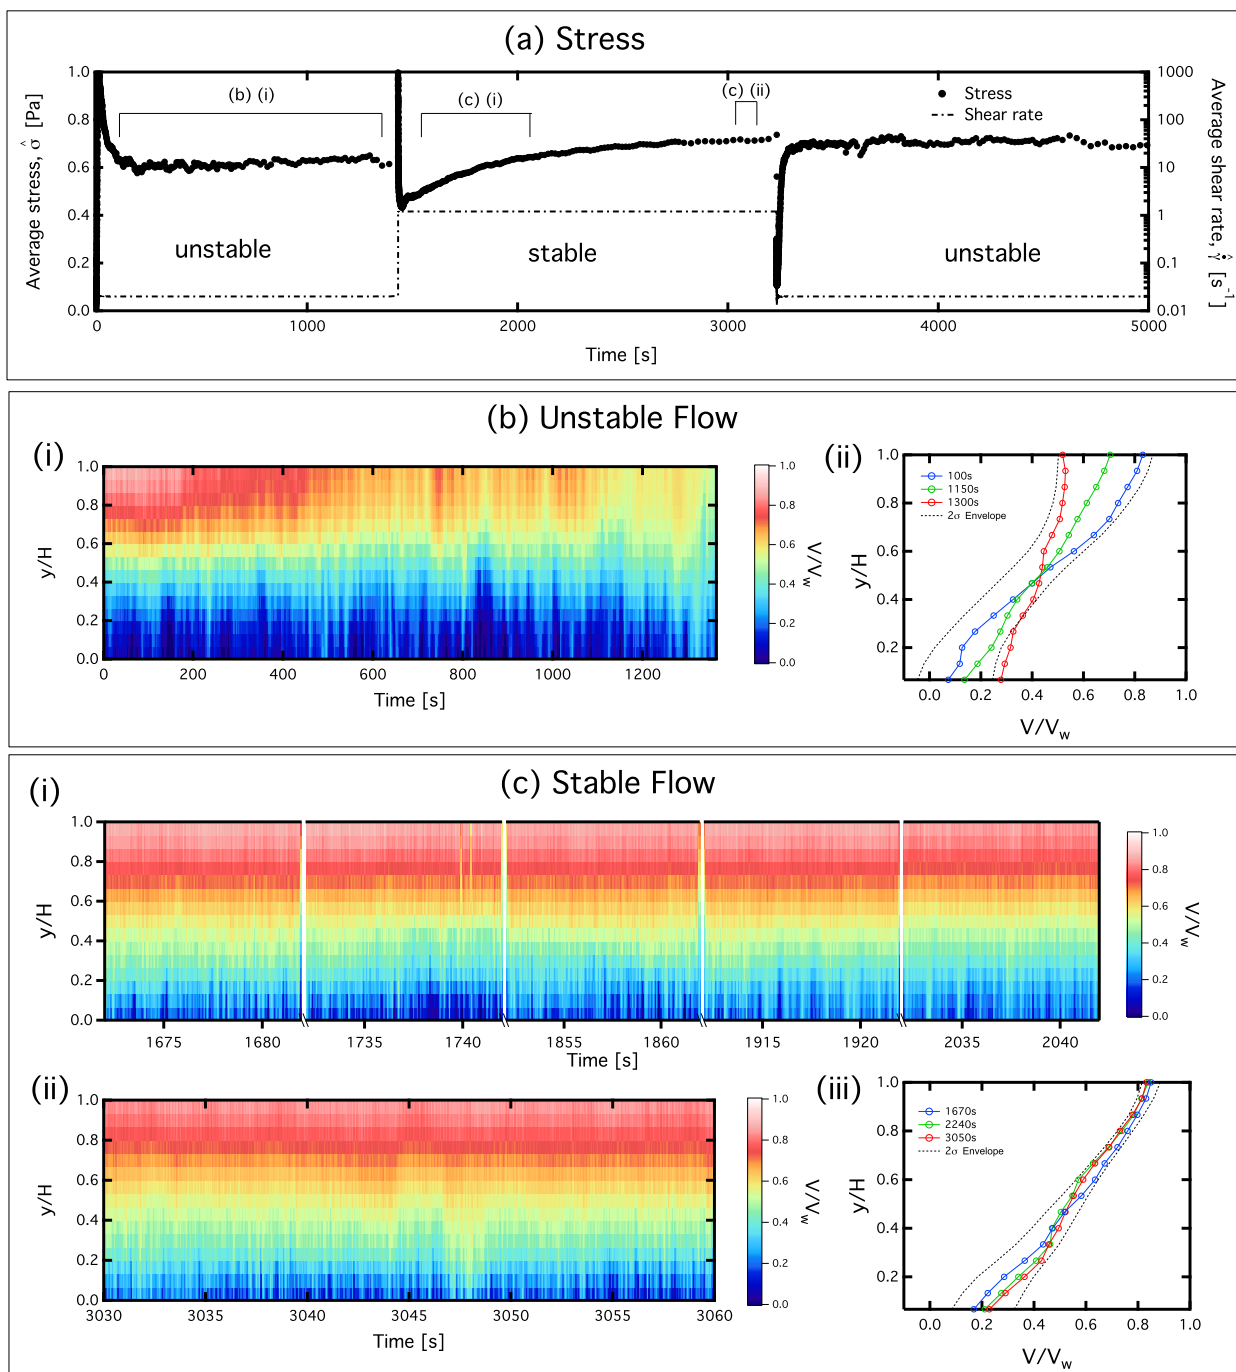 (a) Stress
Average stress, σ̂ [Pa]
1.0
0.8
0.6
0.4
0.2
0.0
(b) (i)
(c) (i)
(c) (ii)
Stress
Shear rate
unstable
stable
unstable
1000
100
10
1
0.1
0.01
Average shear rate, γ̇̂ [s⁻¹]
0
1000
2000
3000
4000
5000
Time [s]
(b) Unstable Flow
(i)
y/H
1.0
0.8
0.6
0.4
0.2
0.0
0
200
400
600
800
1000
1200
Time [s]
1.0
0.8
0.6
0.4
0.2
0.0
V/Vw
(ii)
y/H
1.0
0.8
0.6
0.4
0.2
100s
1150s
1300s
2σ Envelope
0.0
0.2
0.4
0.6
0.8
1.0
V/Vw
(c) Stable Flow
(i)
y/H
1.0
0.8
0.6
0.4
0.2
0.0
1675
1680
1735
1740
1855
1860
1915
1920
2035
2040
Time [s]
1.0
0.8
0.6
0.4
0.2
0.0
V/Vw
(ii)
y/H
1.0
0.8
0.6
0.4
0.2
0.0
3030
3035
3040
3045
3050
3055
3060
Time [s]
1.0
0.8
0.6
0.4
0.2
0.0
V/Vw
(iii)
y/H
1.0
0.8
0.6
0.4
0.2
1670s
2240s
3050s
2σ Envelope
0.0
0.2
0.4
0.6
0.8
1.0
V/Vw